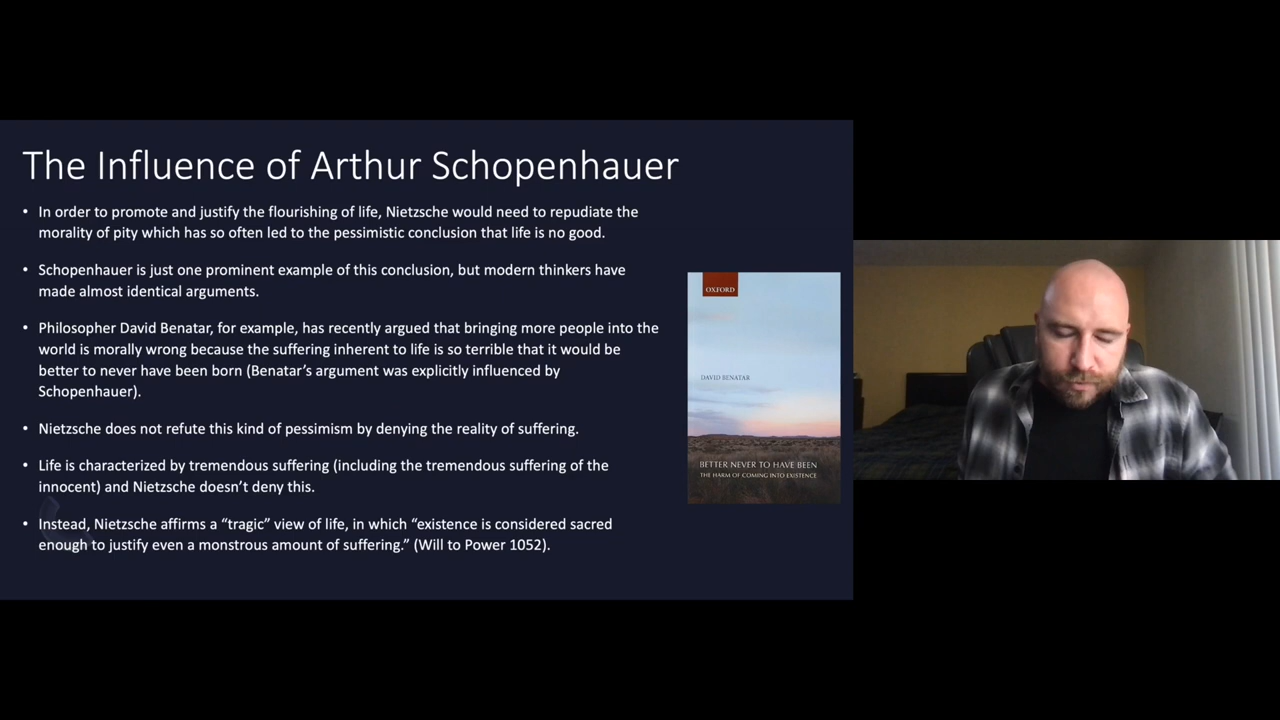 The Influence of Arthur Schopenhauer
• In order to promote and justify the flourishing of life, Nietzsche would need to repudiate the
morality of pity which has so often led to the pessimistic conclusion that life is no good.
• Schopenhauer is just one prominent example of this conclusion, but modern thinkers have
made almost identical arguments.
• Philosopher David Benatar, for example, has recently argued that bringing more people into the
world is morally wrong because the suffering inherent to life is so terrible that it would be
better to never have been born (Benatar’s argument was explicitly influenced by
Schopenhauer).
• Nietzsche does not refute this kind of pessimism by denying the reality of suffering.
• Life is characterized by tremendous suffering (including the tremendous suffering of the
innocent) and Nietzsche doesn’t deny this.
• Instead, Nietzsche affirms a “tragic” view of life, in which “existence is considered sacred
enough to justify even a monstrous amount of suffering.” (Will to Power 1052).
OXFORD
DAVID BENATAR
BETTER NEVER TO HAVE BEEN
THE HARM OF COMING INTO EXISTENCE